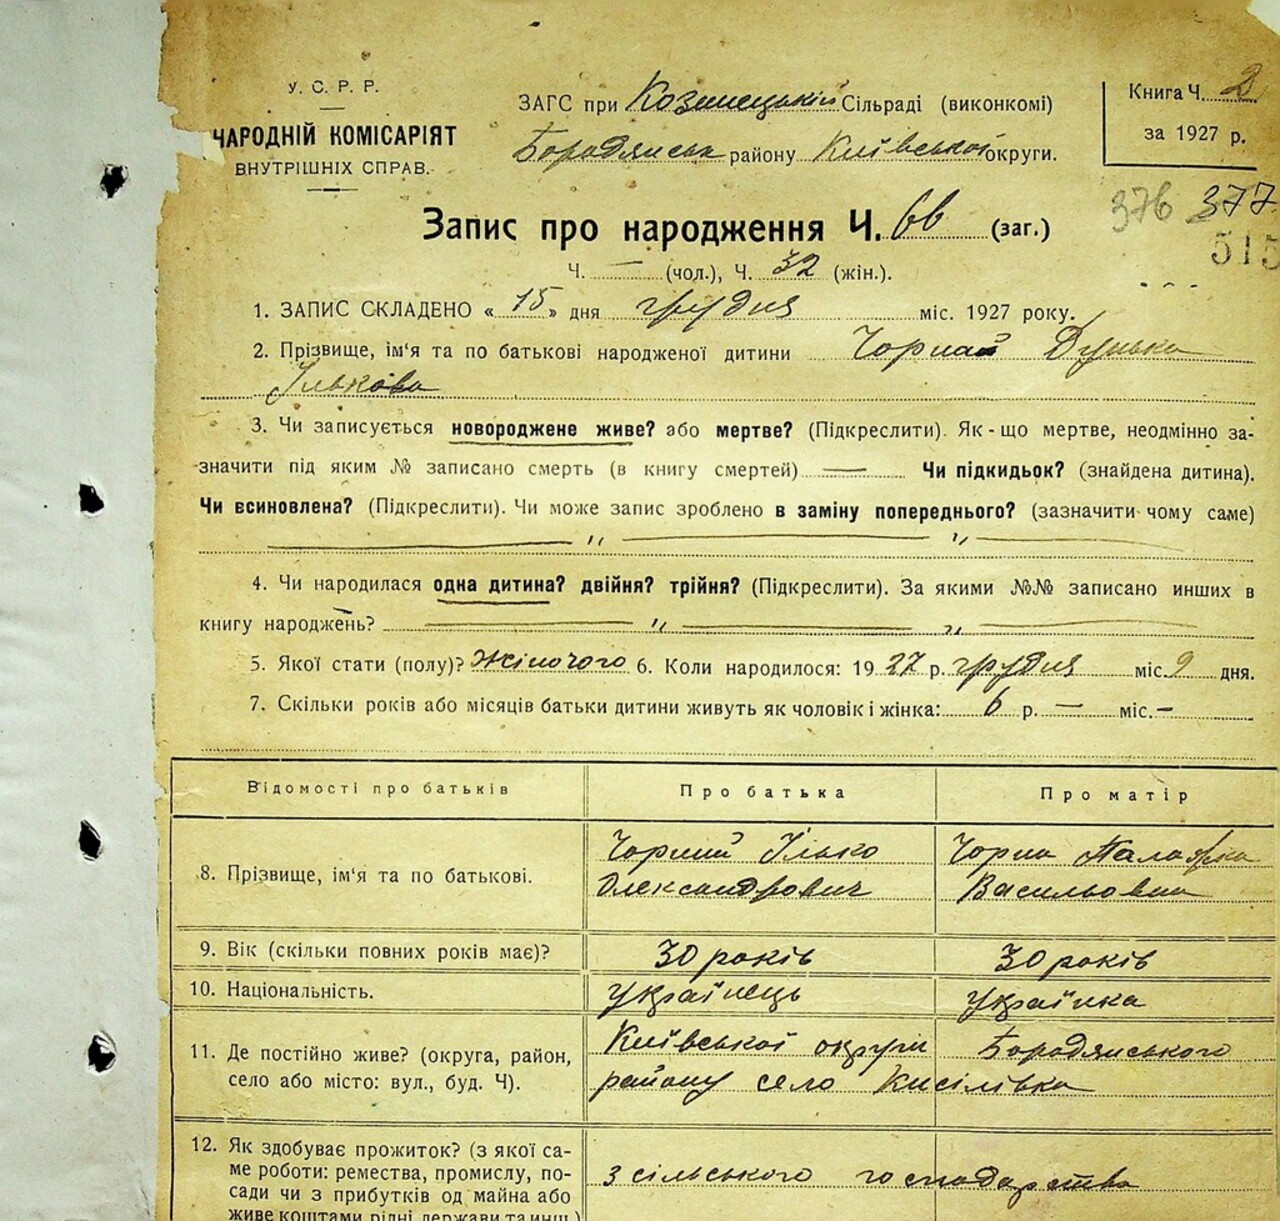 У. С. Р. Р.
НАРОДНІЙ КОМІСАРІЯТ
ВНУТРІШНІХ СПРАВ.
ЗАГС при Козинецькій Сільраді (виконкомі)
Бородянськ району Київської округи.
Книга Ч. 2
за 1927 р.
376 377
515
Запис про народження Ч. 66 (заг.)
Ч. — (чол.), Ч. 32 (жін.).
1. ЗАПИС СКЛАДЕНО « 15 » дня грудня міс. 1927 року.
2. Прізвище, ім'я та по батькові народженої дитини Чорная Дунька
Ількова
3. Чи записується новороджене живе? або мертве? (Підкреслити). Як-що мертве, неодмінно за-
значити під яким № записано смерть (в книгу смертей) — Чи підкидьок? (знайдена дитина).
Чи всиновлена? (Підкреслити). Чи може запис зроблено в заміну попереднього? (зазначити чому саме)
— „ — „ —
4. Чи народилася одна дитина? двійня? трійня? (Підкреслити). За якими №№ записано инших в
книгу народжень? — „ — „ —
5. Якої стати (полу)? Жіночого 6. Коли народилося: 1927 р. грудня міс. 9 дня.
7. Скільки років або місяців батьки дитини живуть як чоловік і жінка: 6 р. — міс. —
Відомості про батьків Про батька Про матір
8. Прізвище, ім'я та по батькові.
Чорний Ілько
Олександрович
Чорна Палажка
Васильовна
9. Вік (скільки повних років має)? 30 років 30 років
10. Національність. Українець Українка
11. Де постійно живе? (округа, район,
село або місто: вул., буд. Ч).
Київської округи Бородянського
району село Кисілівка
12. Як здобуває прожиток? (з якої са-
ме роботи: ремества, промислу, по-
сади чи з прибутків од майна або
живе коштами рідні, держави та инш.)
з сільського господарства